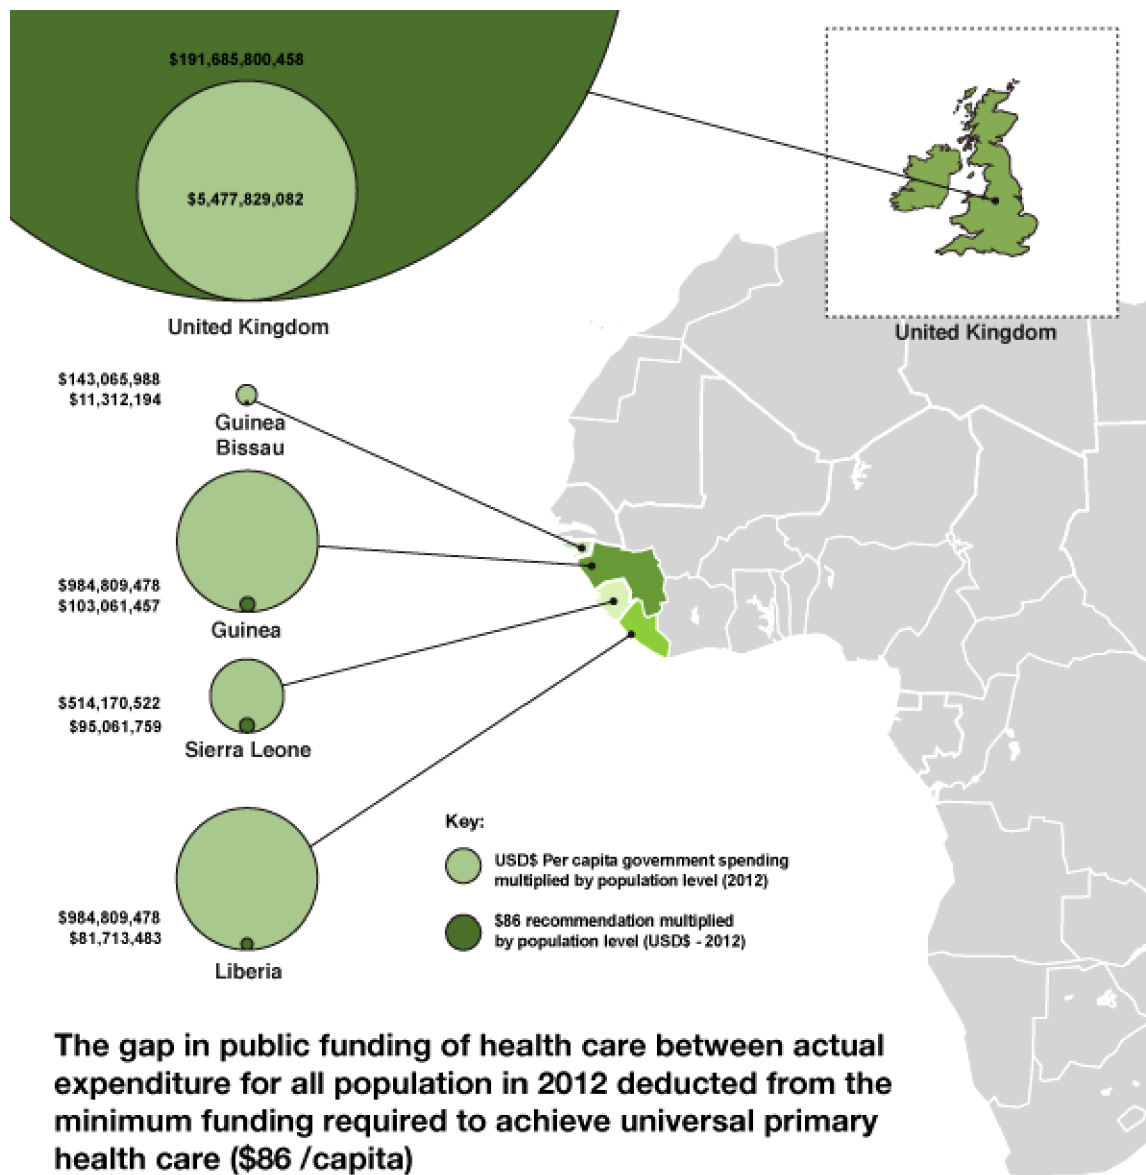 $191,685,800,458
$5,477,829,082
United Kingdom
United Kingdom
$143,065,988
$11,312,194
Guinea
Bissau
$984,809,478
$103,061,457
Guinea
$514,170,522
$95,061,759
Sierra Leone
$984,809,478
$81,713,483
Liberia
Key:
USD$ Per capita government spending
multiplied by population level (2012)
$86 recommendation multiplied
by population level (USD$ - 2012)
The gap in public funding of health care between actual
expenditure for all population in 2012 deducted from the
minimum funding required to achieve universal primary
health care ($86 /capita)